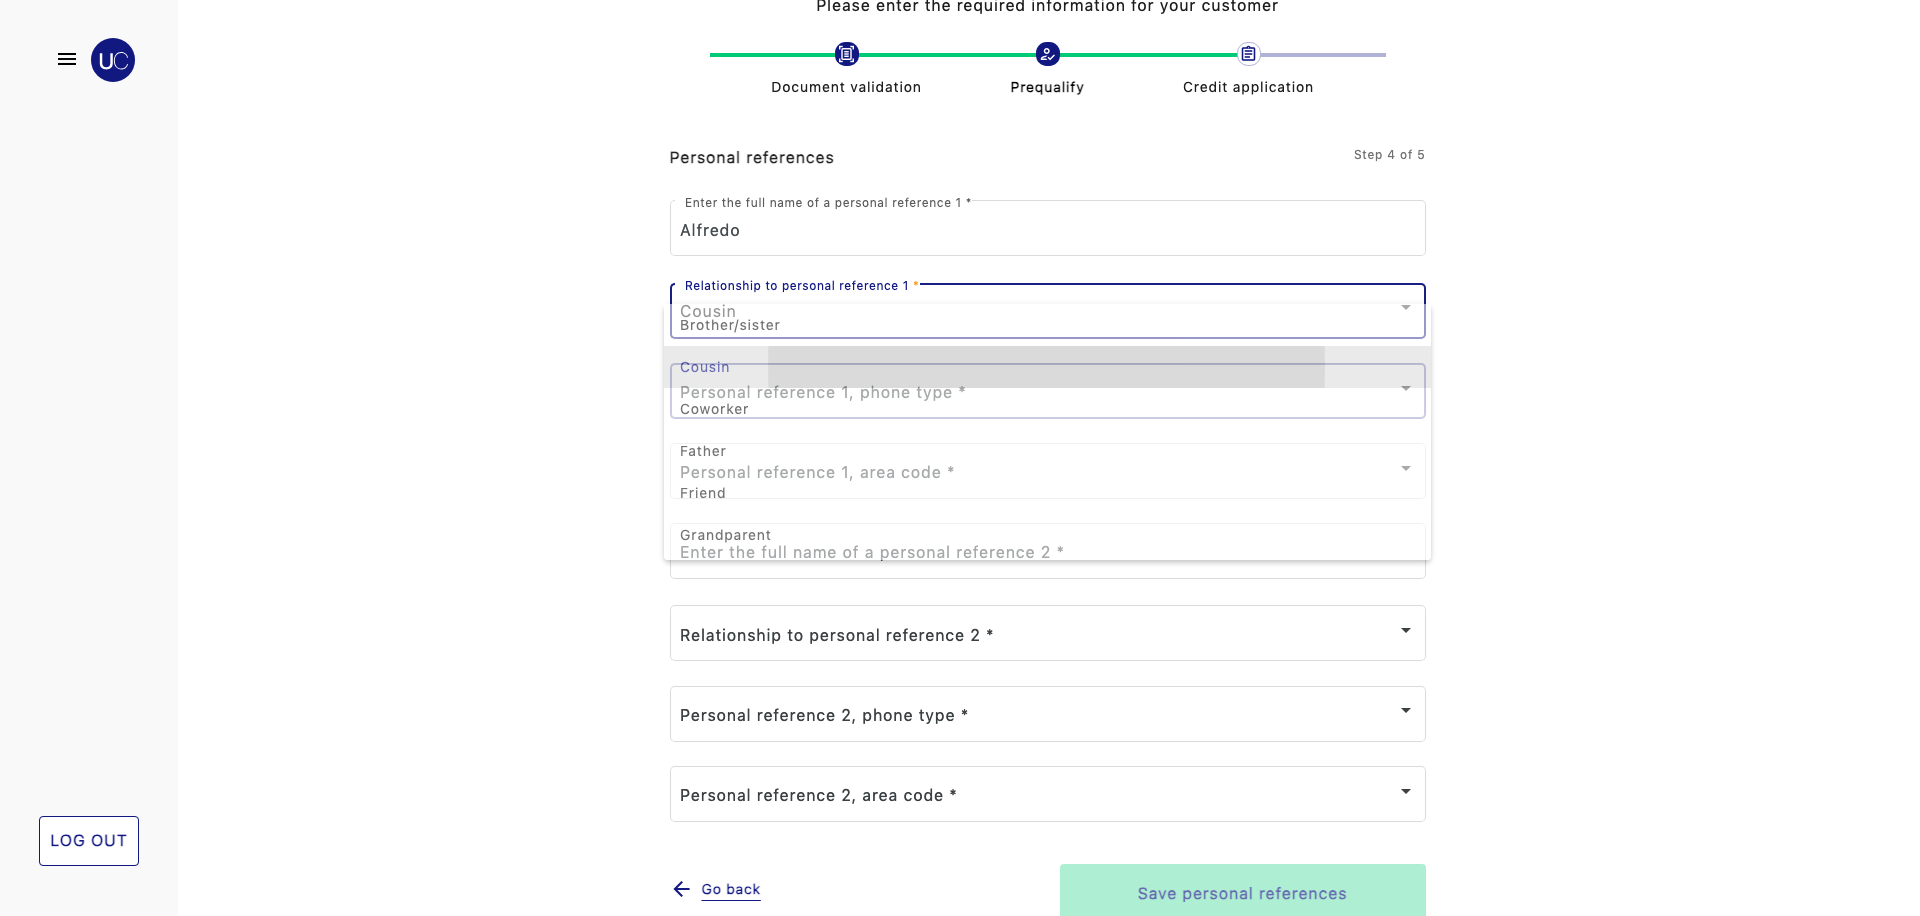 Please enter the required information for your customer
UC
Document validation
Prequalify
Credit application
Personal references
Step 4 of 5
Enter the full name of a personal reference 1 *
Alfredo
Relationship to personal reference 1 *
Cousin
Brother/sister
Cousin
Personal reference 1, phone type *
Coworker
Father
Personal reference 1, area code *
Friend
Grandparent
Enter the full name of a personal reference 2 *
Relationship to personal reference 2 *
Personal reference 2, phone type *
Personal reference 2, area code *
LOG OUT
Go back
Save personal references